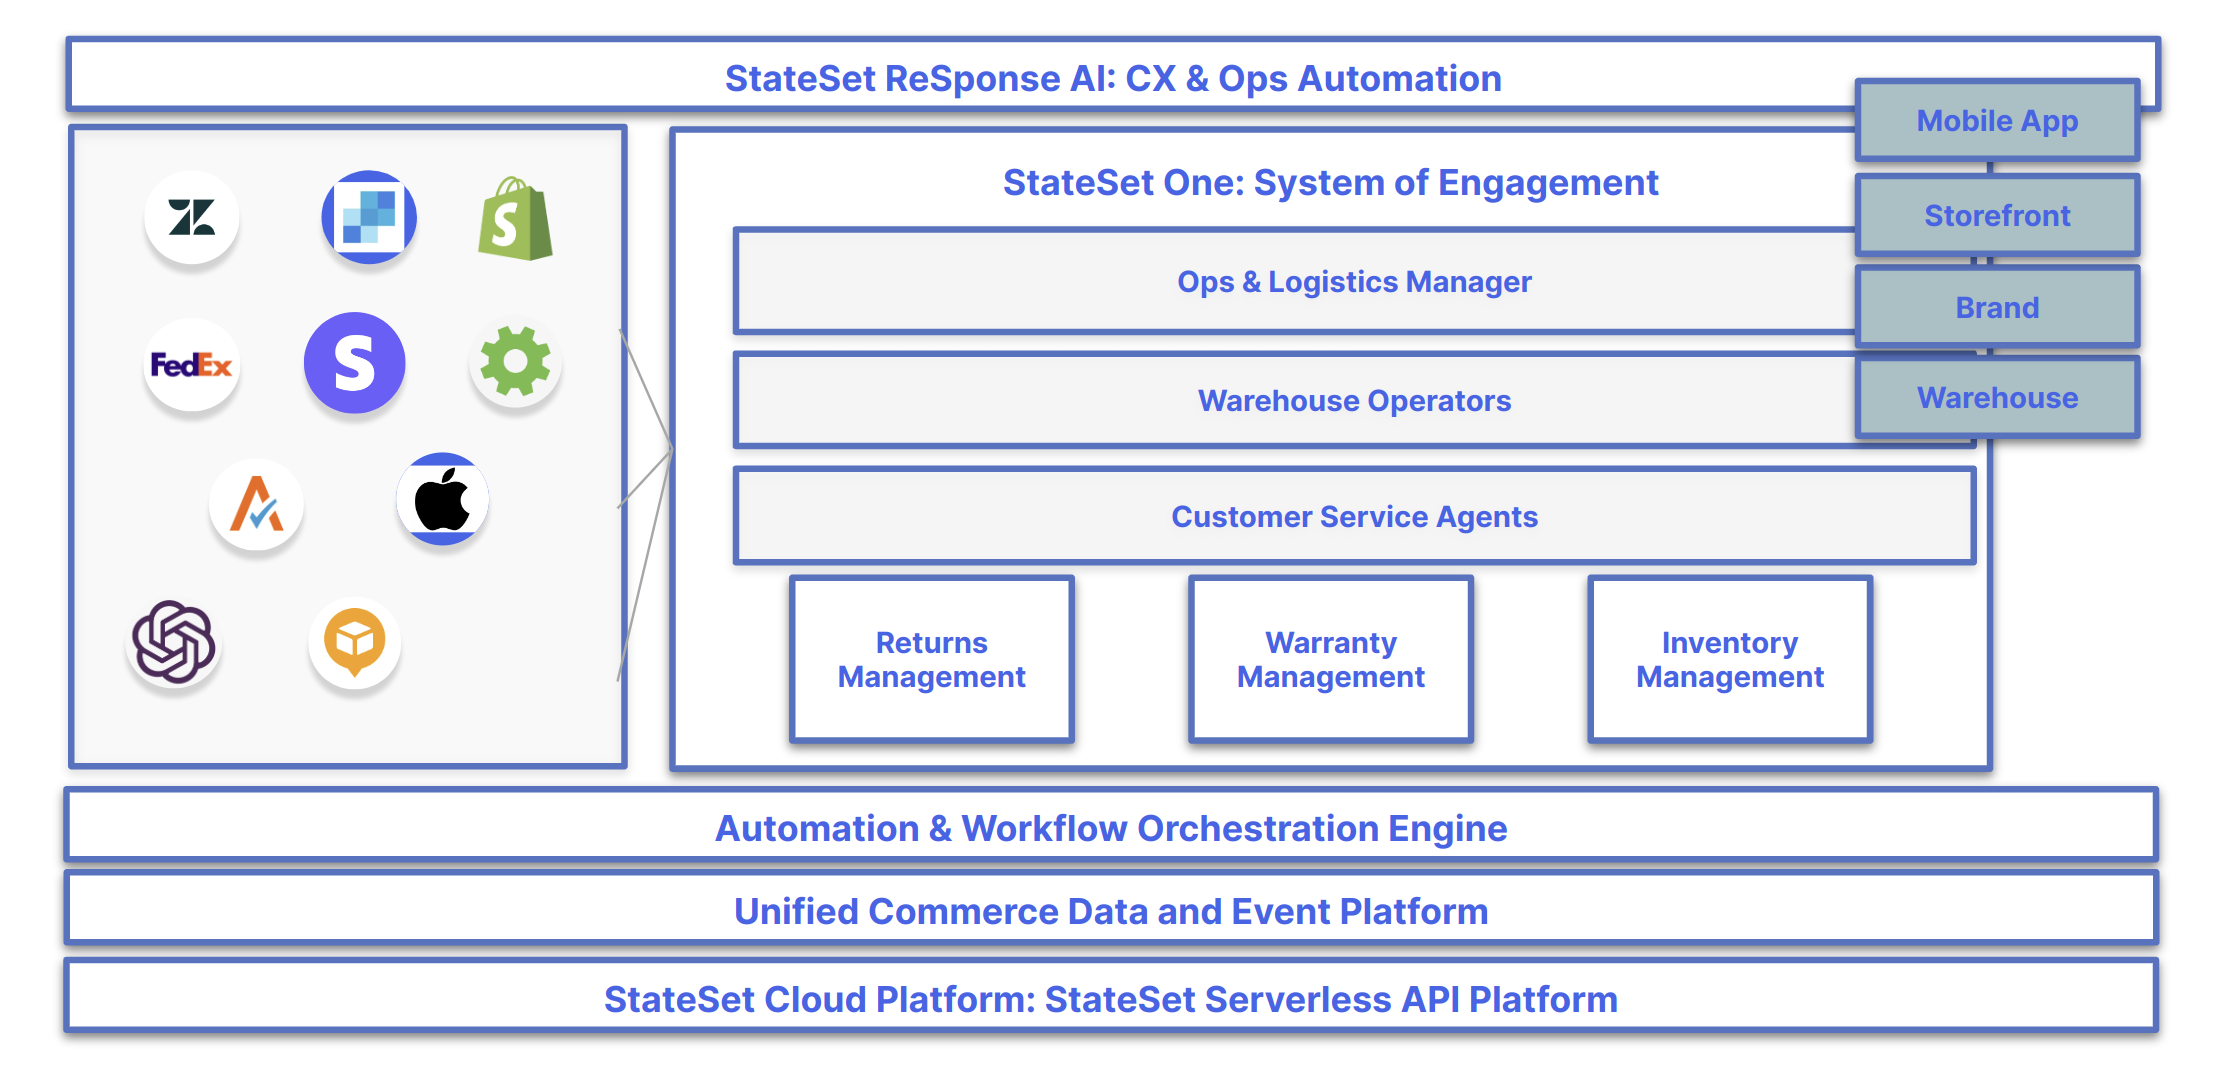 StateSet ReSponse AI: CX & Ops Automation
Mobile App
StateSet One: System of Engagement
Storefront
Ops & Logistics Manager
Brand
FedEx
Warehouse Operators
Warehouse
Customer Service Agents
Returns
Management
Warranty
Management
Inventory
Management
Automation & Workflow Orchestration Engine
Unified Commerce Data and Event Platform
StateSet Cloud Platform: StateSet Serverless API Platform